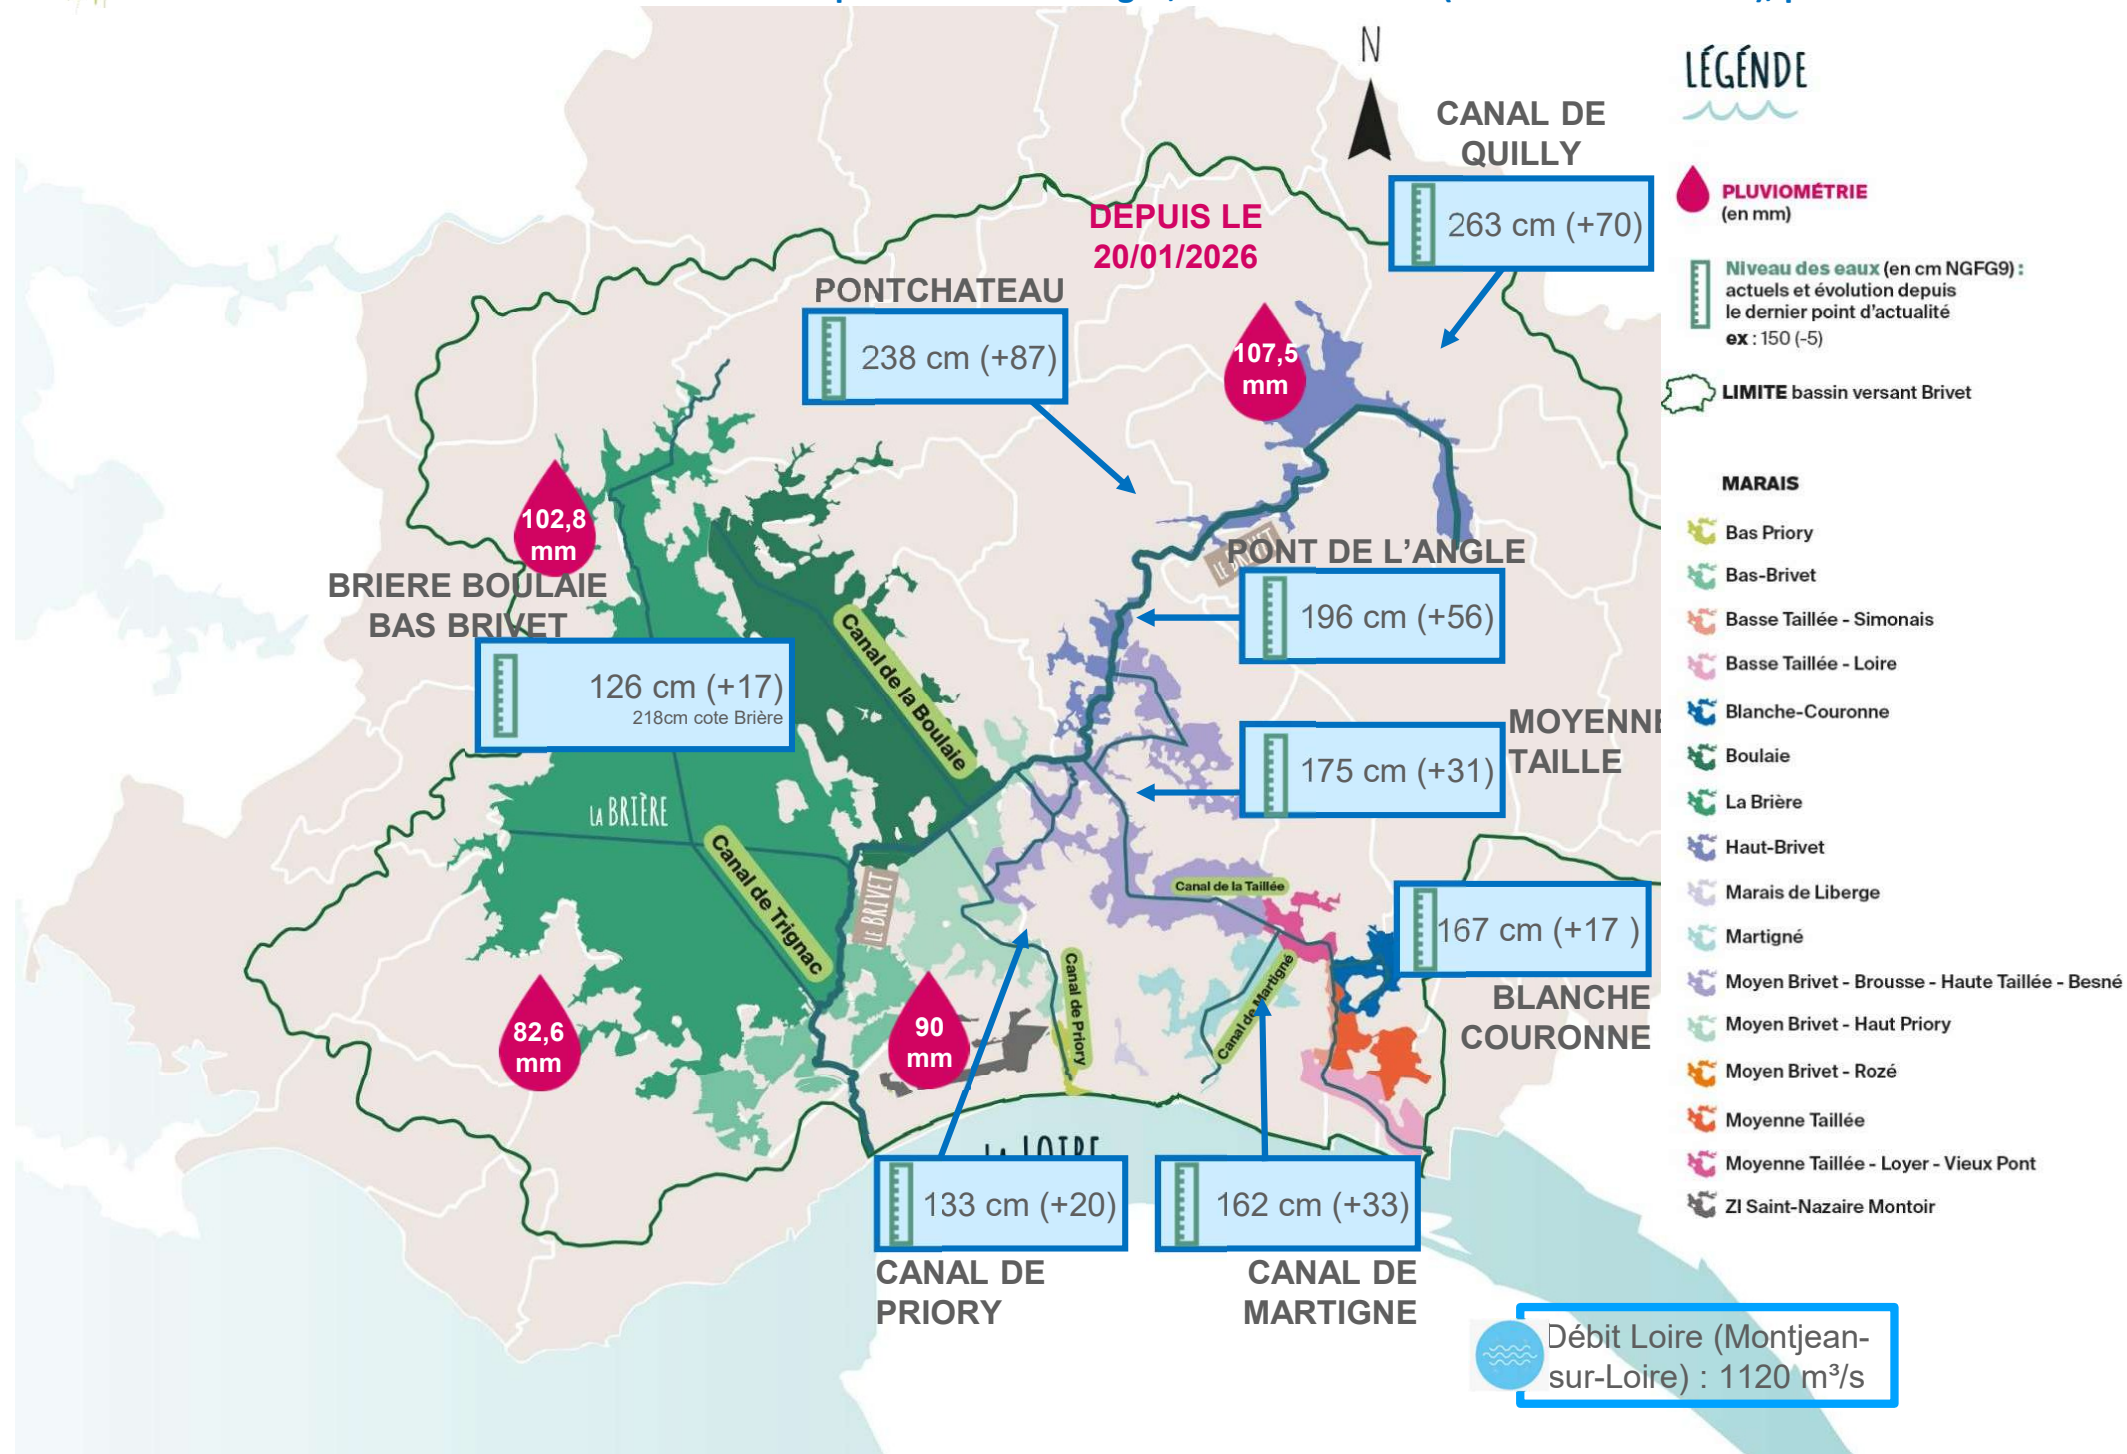 N
LÉGÉNDE
CANAL DE
QUILLY
263 cm (+70)
PLUVIOMÉTRIE
(en mm)
DEPUIS LE
20/01/2026
Niveau des eaux (en cm NGFG9) :
actuels et évolution depuis
le dernier point d'actualité
ex : 150 (-5)
PONTCHATEAU
238 cm (+87)
107,5
mm
LIMITE bassin versant Brivet
MARAIS
Bas Priory
Bas-Brivet
Basse Taillée - Simonais
Basse Taillée - Loire
Blanche-Couronne
Boulaie
La Brière
Haut-Brivet
Marais de Liberge
Martigné
Moyen Brivet - Brousse - Haute Taillée - Besné
Moyen Brivet - Haut Priory
Moyen Brivet - Rozé
Moyenne Taillée
Moyenne Taillée - Loyer - Vieux Pont
ZI Saint-Nazaire Montoir
102,8
mm
LE BRIVET
PONT DE L'ANGLE
196 cm (+56)
BRIERE BOULAIE
BAS BRIVET
126 cm (+17)
218cm cote Brière
Canal de la Boulaie
MOYENNE
TAILLE
175 cm (+31)
LA BRIÈRE
Canal de Trignac
LE BRIVET
Canal de la Taillée
167 cm (+17 )
BLANCHE
COURONNE
Canal de Priory
Canal de Martigné
82,6
mm
90
mm
LA LOIRE
133 cm (+20)
CANAL DE
PRIORY
162 cm (+33)
CANAL DE
MARTIGNE
Débit Loire (Montjean-
sur-Loire) : 1120 m³/s